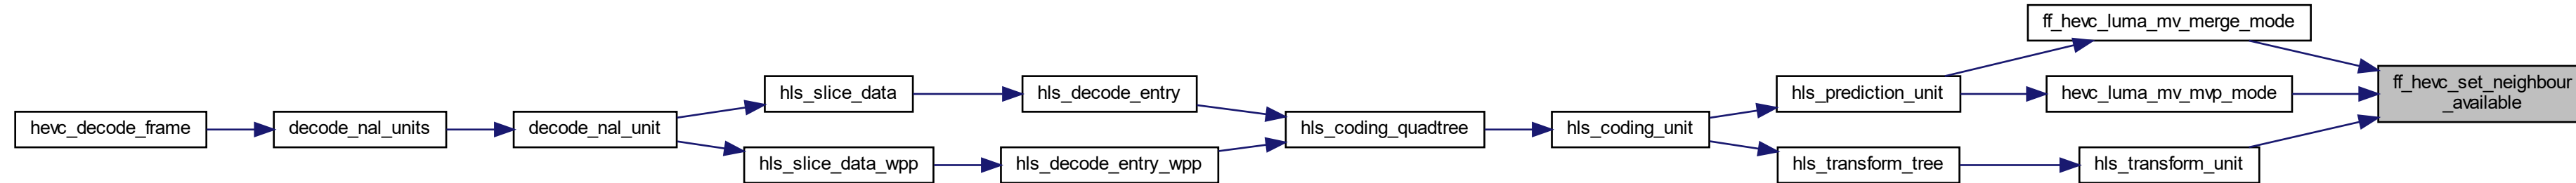 hevc_decode_frame
decode_nal_units
decode_nal_unit
hls_slice_data
hls_slice_data_wpp
hls_decode_entry
hls_decode_entry_wpp
hls_coding_quadtree
hls_coding_unit
hls_prediction_unit
hls_transform_tree
ff_hevc_luma_mv_merge_mode
hevc_luma_mv_mvp_mode
hls_transform_unit
ff_hevc_set_neighbour
_available